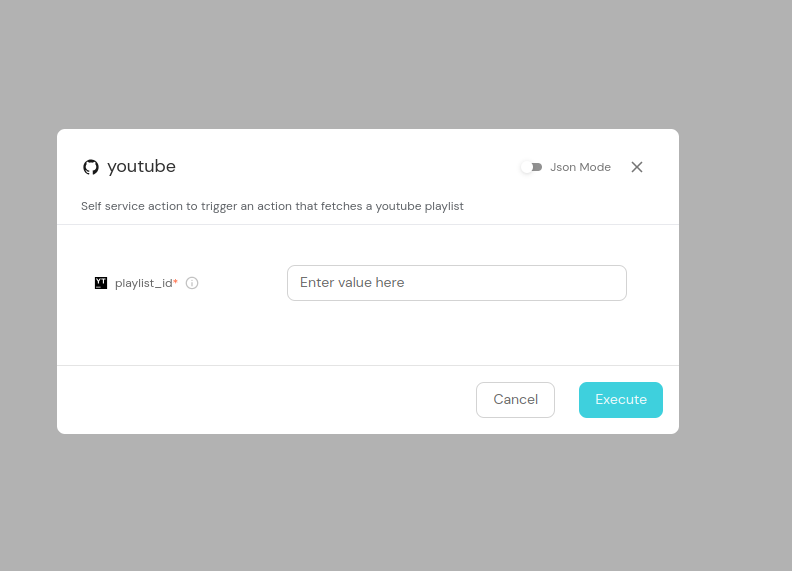 youtube
Json Mode
Self service action to trigger an action that fetches a youtube playlist
YT
playlist_id*
Enter value here
Cancel
Execute